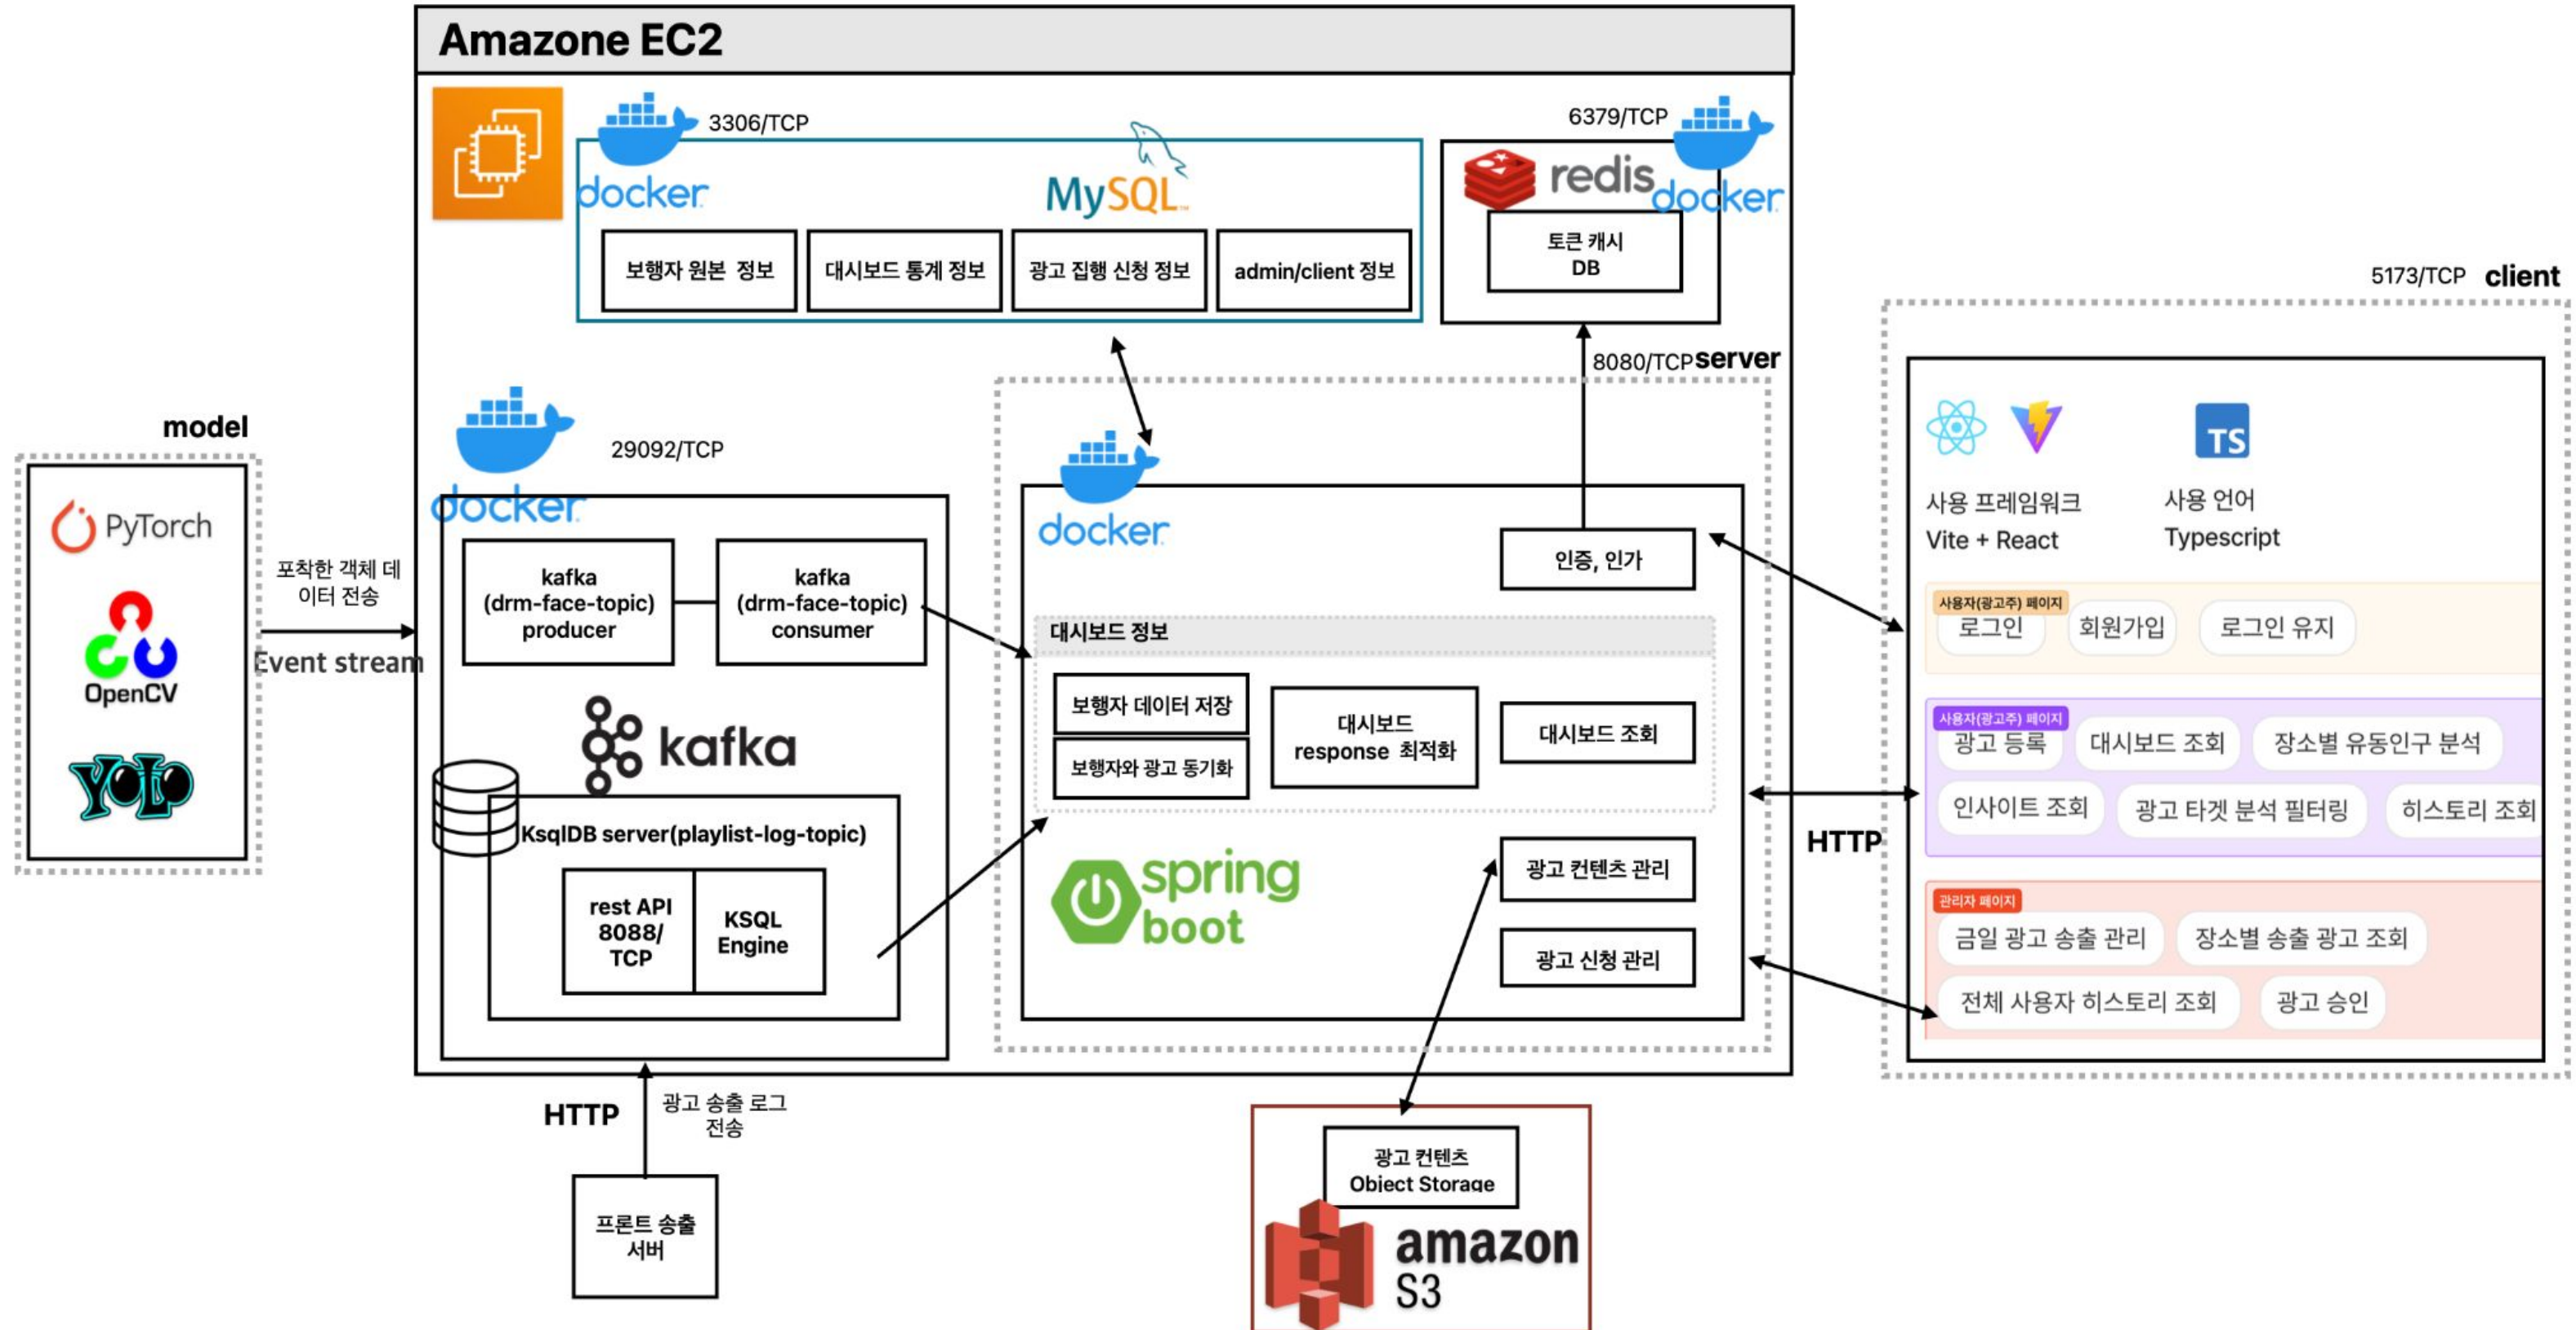 Amazone EC2
docker
3306/TCP
MySQL
보행자 원본 정보
대시보드 통계 정보
광고 집행 신청 정보
admin/client 정보
6379/TCP
docker
redis
토큰 캐시
DB
model
PyTorch
OpenCV
YOLO
포착한 객체 데
이터 전송
Event stream
docker
29092/TCP
kafka
(drm-face-topic)
producer
kafka
(drm-face-topic)
consumer
kafka
KsqlDB server(playlist-log-topic)
rest API
8088/
TCP
KSQL
Engine
HTTP
광고 송출 로그
전송
프론트 송출
서버
8080/TCP
server
docker
인증, 인가
대시보드 정보
보행자 데이터 저장
보행자와 광고 동기화
대시보드
response 최적화
대시보드 조회
spring
boot
광고 컨텐츠 관리
광고 신청 관리
광고 컨텐츠
Object Storage
amazon
S3
HTTP
5173/TCP
client
TS
사용 프레임워크
Vite + React
사용 언어
Typescript
사용자(광고주) 페이지
로그인
회원가입
로그인 유지
사용자(광고주) 페이지
광고 등록
대시보드 조회
장소별 유동인구 분석
인사이트 조회
광고 타겟 분석 필터링
히스토리 조회
관리자 페이지
금일 광고 송출 관리
장소별 송출 광고 조회
전체 사용자 히스토리 조회
광고 승인